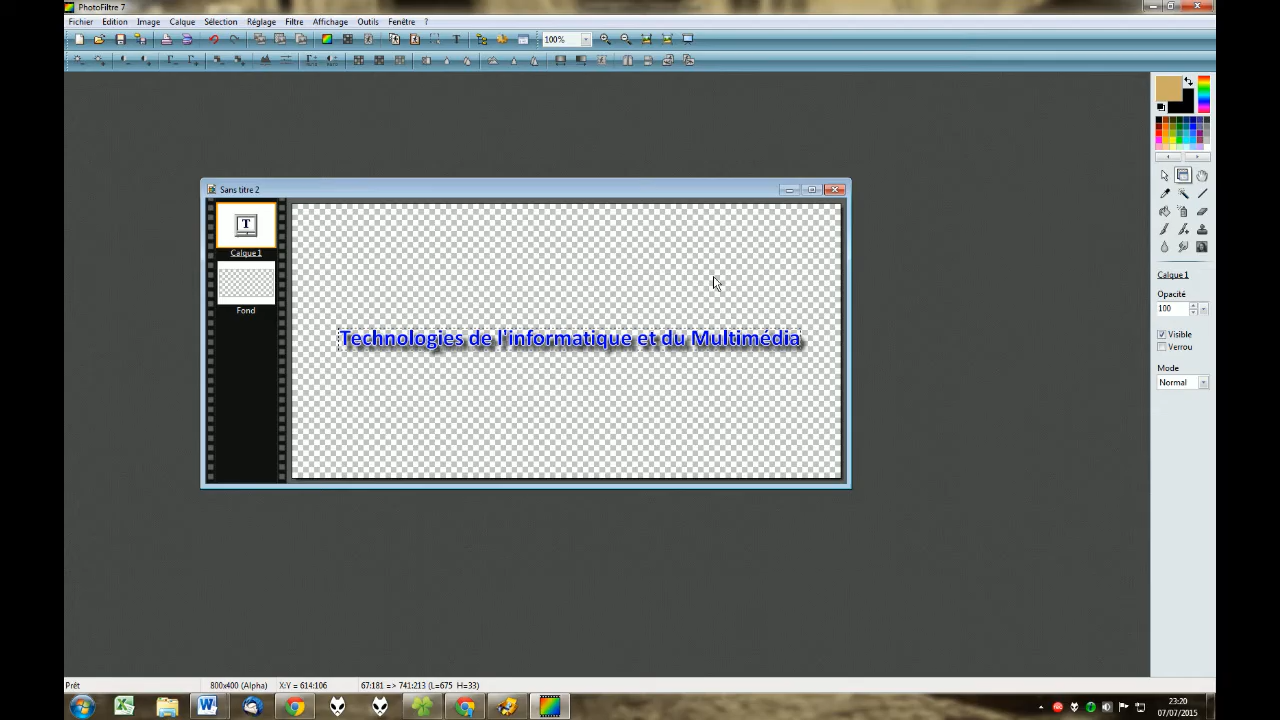 PhotoFiltre 7
Fichier Edition Image Calque Sélection Réglage Filtre Affichage Outils Fenêtre ?
100%
Sans titre 2
T
Calque 1
Fond
Technologies de l'informatique et du Multimédia
Calque 1
Opacité
100
Visible
Verrou
Mode
Normal
Prêt 800x400 (Alpha) X:Y = 614:106 67:181 => 741:213 (L=675 H=33)
23:20
07/07/2015